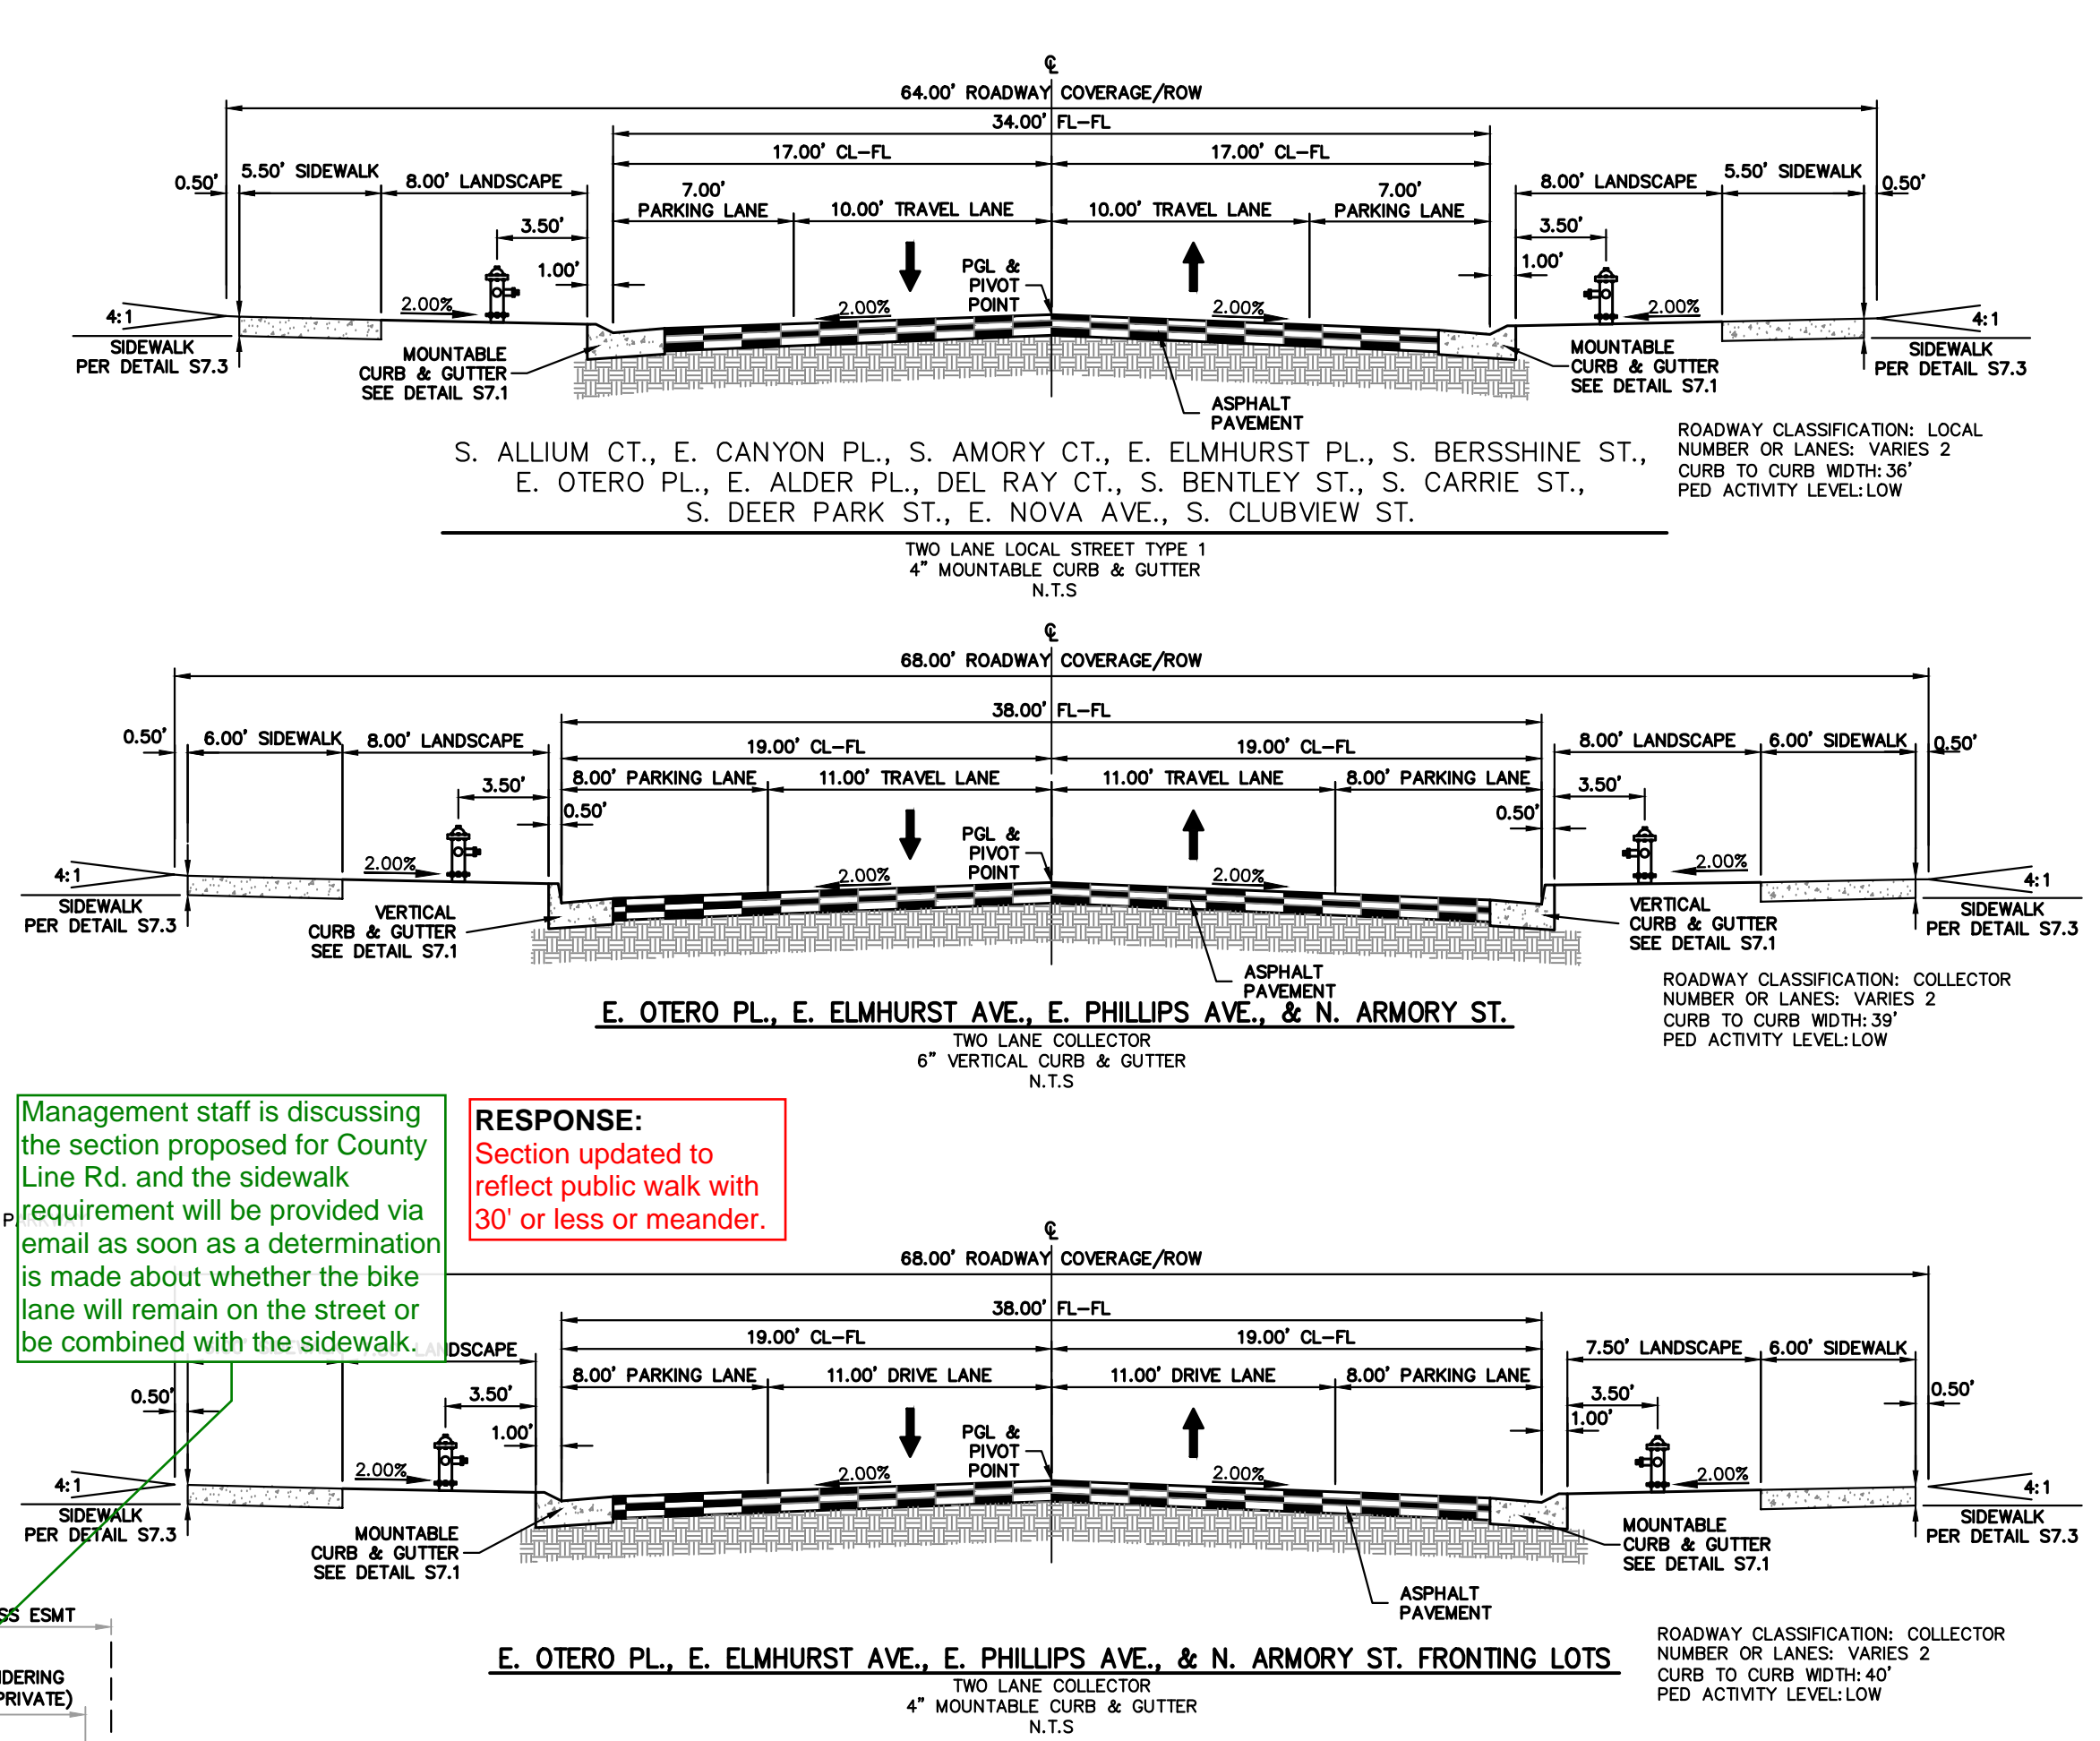 ℄
64.00' ROADWAY COVERAGE/ROW
34.00' FL-FL
17.00' CL-FL
17.00' CL-FL
0.50'
5.50' SIDEWALK
8.00' LANDSCAPE
7.00'
PARKING LANE
10.00' TRAVEL LANE
10.00' TRAVEL LANE
7.00'
PARKING LANE
8.00' LANDSCAPE
5.50' SIDEWALK
0.50'
3.50'
3.50'
1.00'
1.00'
PGL &
PIVOT
POINT
2.00%
2.00%
2.00%
2.00%
4:1
4:1
SIDEWALK
PER DETAIL S7.3
MOUNTABLE
CURB & GUTTER
SEE DETAIL S7.1
MOUNTABLE
CURB & GUTTER
SEE DETAIL S7.1
SIDEWALK
PER DETAIL S7.3
ASPHALT
PAVEMENT
S. ALLIUM CT., E. CANYON PL., S. AMORY CT., E. ELMHURST PL., S. BERSSHINE ST.,
E. OTERO PL., E. ALDER PL., DEL RAY CT., S. BENTLEY ST., S. CARRIE ST.,
S. DEER PARK ST., E. NOVA AVE., S. CLUBVIEW ST.
TWO LANE LOCAL STREET TYPE 1
4" MOUNTABLE CURB & GUTTER
N.T.S
ROADWAY CLASSIFICATION: LOCAL
NUMBER OR LANES: VARIES 2
CURB TO CURB WIDTH: 36'
PED ACTIVITY LEVEL: LOW
℄
68.00' ROADWAY COVERAGE/ROW
38.00' FL-FL
0.50'
6.00' SIDEWALK
8.00' LANDSCAPE
19.00' CL-FL
19.00' CL-FL
8.00' LANDSCAPE
6.00' SIDEWALK
0.50'
3.50'
8.00' PARKING LANE
11.00' TRAVEL LANE
11.00' TRAVEL LANE
8.00' PARKING LANE
3.50'
0.50'
0.50'
PGL &
PIVOT
POINT
2.00%
2.00%
2.00%
2.00%
4:1
4:1
SIDEWALK
PER DETAIL S7.3
VERTICAL
CURB & GUTTER
SEE DETAIL S7.1
VERTICAL
CURB & GUTTER
SEE DETAIL S7.1
SIDEWALK
PER DETAIL S7.3
ASPHALT
PAVEMENT
E. OTERO PL., E. ELMHURST AVE., E. PHILLIPS AVE., & N. ARMORY ST.
TWO LANE COLLECTOR
6" VERTICAL CURB & GUTTER
N.T.S
ROADWAY CLASSIFICATION: COLLECTOR
NUMBER OR LANES: VARIES 2
CURB TO CURB WIDTH: 39'
PED ACTIVITY LEVEL: LOW
Management staff is discussing
the section proposed for County
Line Rd. and the sidewalk
requirement will be provided via
email as soon as a determination
is made about whether the bike
lane will remain on the street or
be combined with the sidewalk.
RESPONSE:
Section updated to
reflect public walk with
30' or less or meander.
℄
68.00' ROADWAY COVERAGE/ROW
38.00' FL-FL
LANDSCAPE
19.00' CL-FL
19.00' CL-FL
7.50' LANDSCAPE
6.00' SIDEWALK
0.50'
3.50'
8.00' PARKING LANE
11.00' DRIVE LANE
11.00' DRIVE LANE
8.00' PARKING LANE
3.50'
0.50'
1.00'
1.00'
PGL &
PIVOT
POINT
2.00%
2.00%
2.00%
2.00%
4:1
4:1
SIDEWALK
PER DETAIL S7.3
MOUNTABLE
CURB & GUTTER
SEE DETAIL S7.1
MOUNTABLE
CURB & GUTTER
SEE DETAIL S7.1
SIDEWALK
PER DETAIL S7.3
ASPHALT
PAVEMENT
SS ESMT
NDERING
PRIVATE)
E. OTERO PL., E. ELMHURST AVE., E. PHILLIPS AVE., & N. ARMORY ST. FRONTING LOTS
TWO LANE COLLECTOR
4" MOUNTABLE CURB & GUTTER
N.T.S
ROADWAY CLASSIFICATION: COLLECTOR
NUMBER OR LANES: VARIES 2
CURB TO CURB WIDTH: 40'
PED ACTIVITY LEVEL: LOW